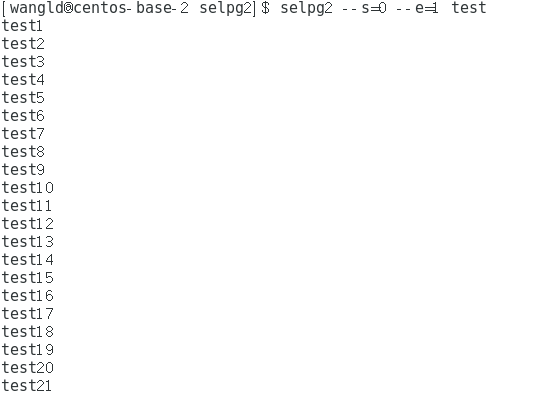 [wangld@centos-base-2 selpg2]$ selpg2 --s=0 --e=1 test
test1
test2
test3
test4
test5
test6
test7
test8
test9
test10
test11
test12
test13
test14
test15
test16
test17
test18
test19
test20
test21